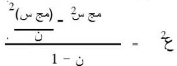 مج س2 - (مج س)2
ن
ع2 =
ن - 1